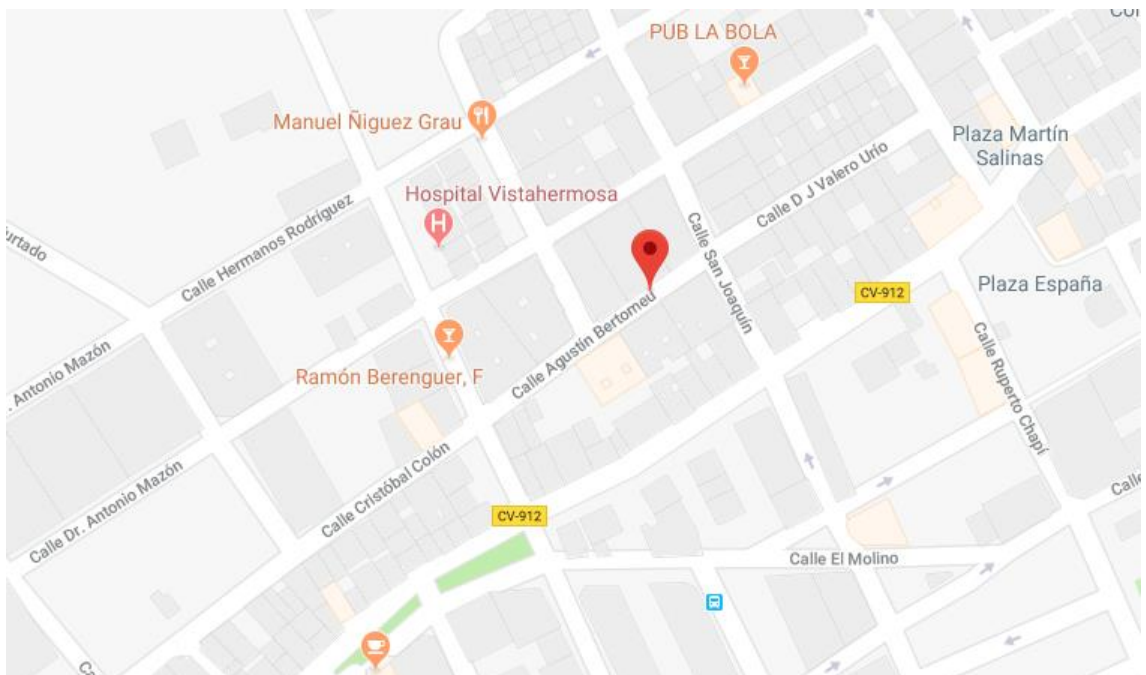 PUB LA BOLA
Manuel Ñiguez Grau
Plaza Martín
Salinas
Calle D J Valero Urio
Hospital Vistahermosa
H
Calle Hermanos Rodríguez
Calle San Joaquín
Plaza España
CV-912
Calle Agustín Bertomeu
Ramón Berenguer, F
Antonio Mazón
Calle Ruperto Chapí
Calle Cristóbal Colón
Calle Dr. Antonio Mazón
Calle
CV-912
Calle El Molino